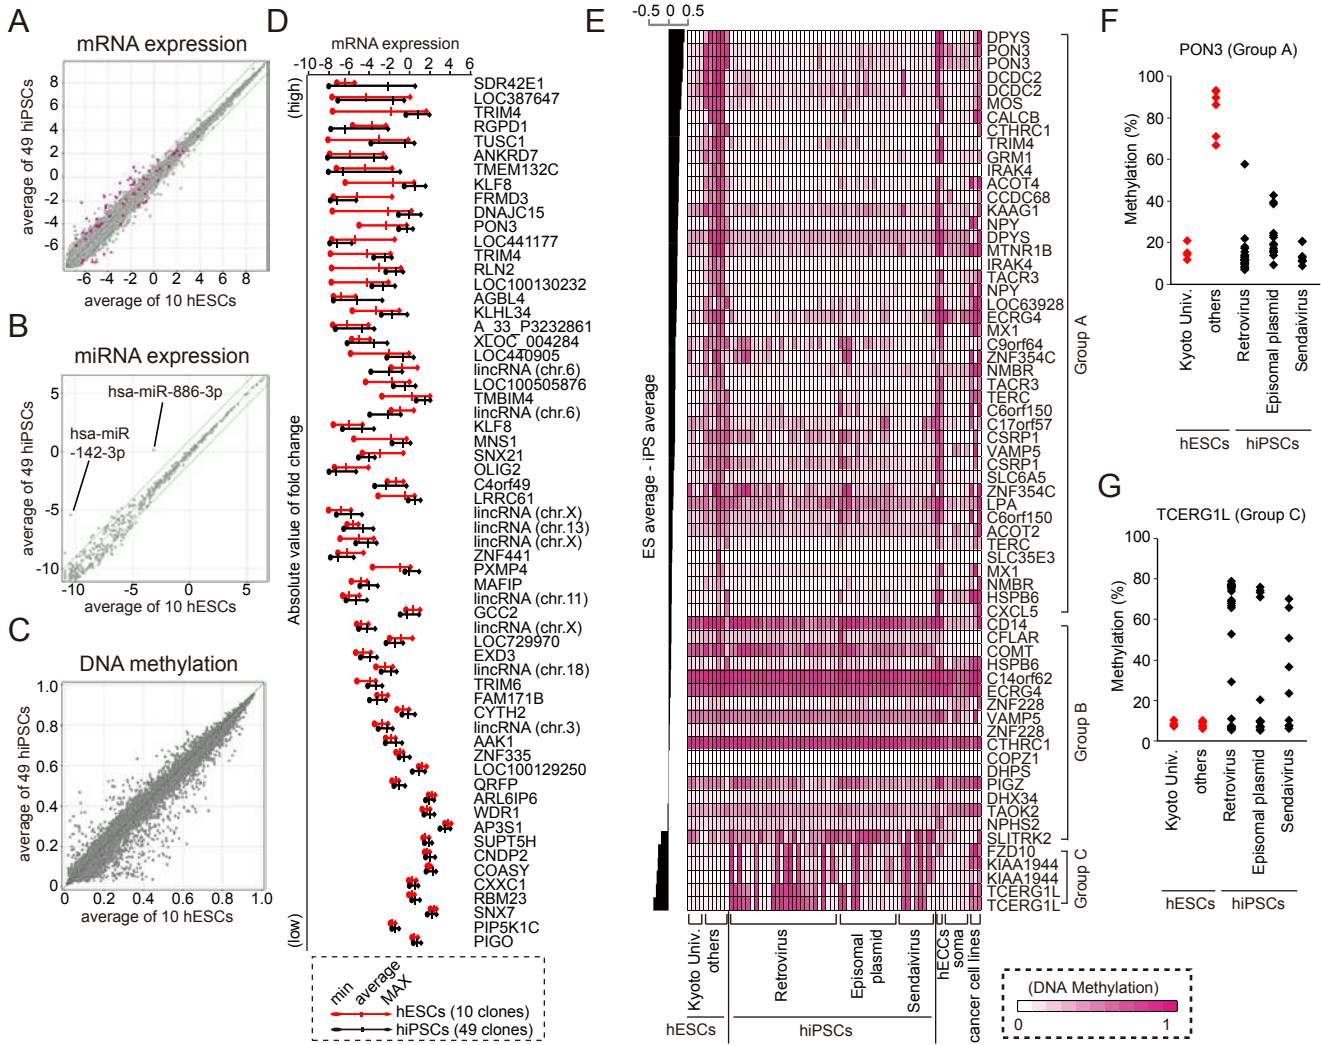 A
mRNA expression
average of 49 hiPSCs
8
6
4
2
0
-2
-4
-6
-6 -4 -2 0 2 4 6 8
average of 10 hESCs
B
miRNA expression
average of 49 hiPSCs
hsa-miR-886-3p
hsa-miR
-142-3p
5
0
-5
-10
-10 -5 0 5
average of 10 hESCs
C
DNA methylation
average of 49 hiPSCs
1.0
0.8
0.6
0.4
0.2
0
0 0.2 0.4 0.6 0.8 1.0
average of 10 hESCs
D
mRNA expression
-10 -8 -6 -4 -2 0 2 4 6
(high)
Absolute value of fold change
(low)
SDR42E1
LOC387647
TRIM4
RGPD1
TUSC1
ANKRD7
TMEM132C
KLF8
FRMD3
DNAJC15
PON3
LOC441177
TRIM4
RLN2
LOC100130232
AGBL4
KLHL34
A_33_P3232861
XLOC_004284
LOC440905
lincRNA (chr.6)
LOC100505876
TMBIM4
lincRNA (chr.6)
KLF8
MNS1
SNX21
OLIG2
C4orf49
LRRC61
lincRNA (chr.X)
lincRNA (chr.13)
lincRNA (chr.X)
ZNF441
PXMP4
MAFIP
lincRNA (chr.11)
GCC2
lincRNA (chr.X)
LOC729970
EXD3
lincRNA (chr.18)
TRIM6
FAM171B
CYTH2
lincRNA (chr.3)
AAK1
ZNF335
LOC100129250
QRFP
ARL6IP6
WDR1
AP3S1
SUPT5H
CNDP2
COASY
CXXC1
RBM23
SNX7
PIP5K1C
PIGO
min
average
MAX
hESCs (10 clones)
hiPSCs (49 clones)
E
-0.5 0 0.5
ES average - iPS average
DPYS
PON3
PON3
DCDC2
DCDC2
MOS
CALCB
CTHRC1
TRIM4
GRM1
IRAK4
ACOT4
CCDC68
KAAG1
NPY
DPYS
MTNR1B
IRAK4
TACR3
NPY
LOC63928
ECRG4
MX1
C9orf64
ZNF354C
NMBR
TACR3
TERC
C6orf150
C17orf57
CSRP1
VAMP5
CSRP1
SLC6A5
ZNF354C
LPA
C6orf150
ACOT2
TERC
SLC35E3
MX1
NMBR
HSPB6
CXCL5
CD14
CFLAR
COMT
HSPB6
C14orf62
ECRG4
ZNF228
VAMP5
ZNF228
CTHRC1
COPZ1
DHPS
PIGZ
DHX34
TAOK2
NPHS2
SLITRK2
FZD10
KIAA1944
KIAA1944
TCERG1L
TCERG1L
Group A
Group B
Group C
Kyoto Univ.
others
Retrovirus
Episomal
plasmid
Sendaivirus
hECCs
soma
cancer cell lines
hESCs
hiPSCs
(DNA Methylation)
0 1
F
PON3 (Group A)
Methylation (%)
100
80
60
40
20
0
Kyoto Univ.
others
Retrovirus
Episomal plasmid
Sendaivirus
hESCs
hiPSCs
G
TCERG1L (Group C)
Methylation (%)
100
80
60
40
20
0
Kyoto Univ.
others
Retrovirus
Episomal plasmid
Sendaivirus
hESCs
hiPSCs